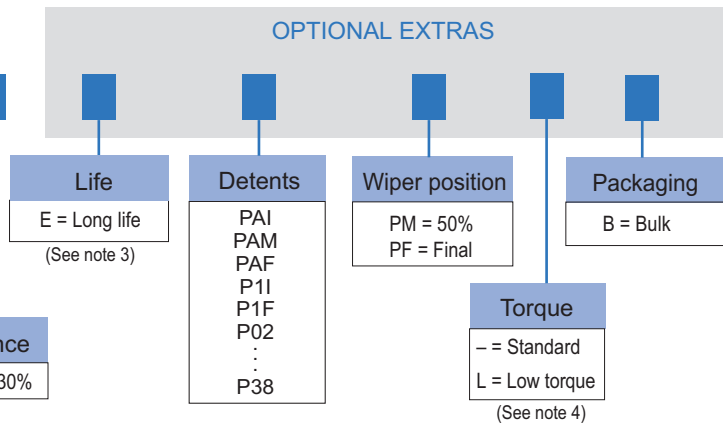 OPTIONAL EXTRAS
Life
E = Long life
(See note 3)
Detents
PAI
PAM
PAF
P1I
P1F
P02
:
:
P38
Wiper position
PM = 50%
PF = Final
Torque
– = Standard
L = Low torque
(See note 4)
Packaging
B = Bulk
30%